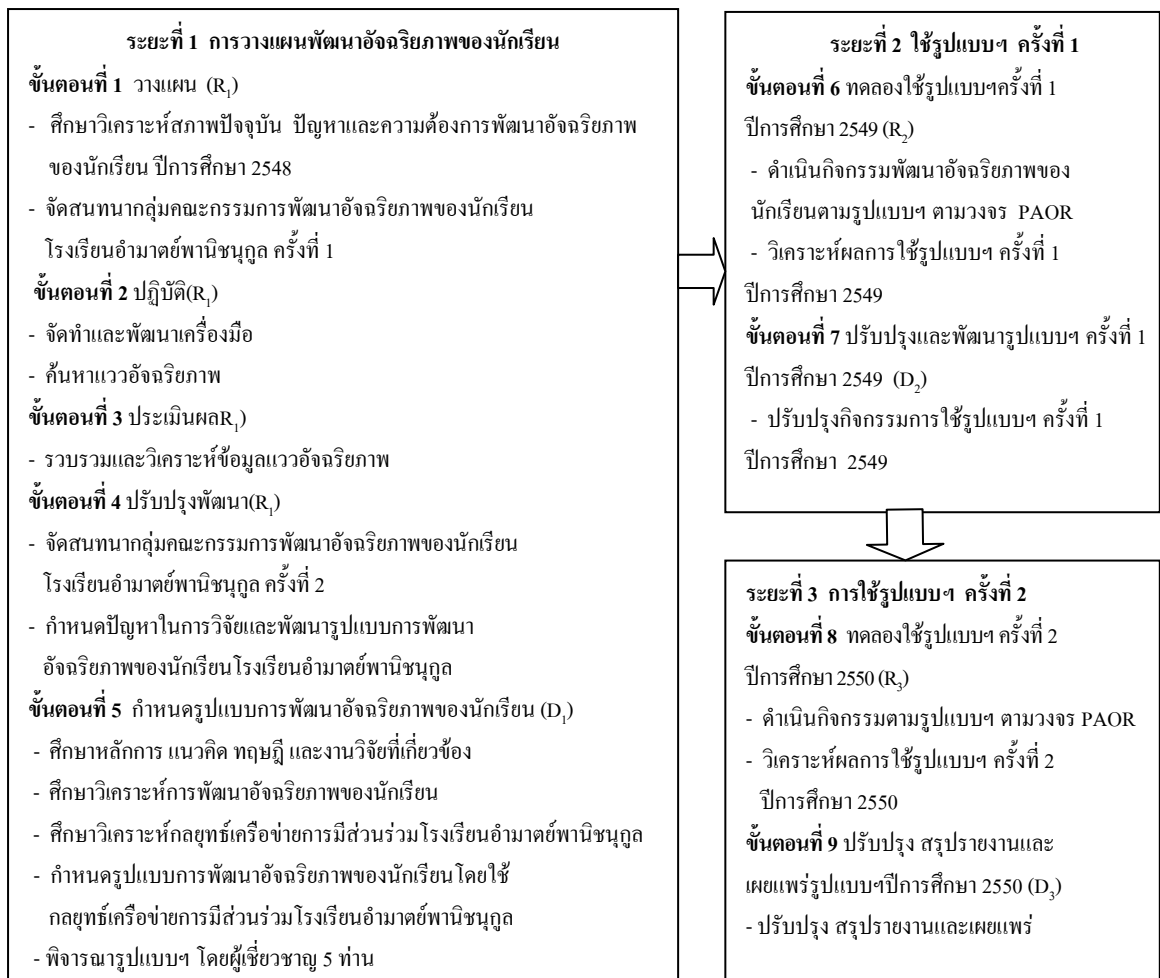 ระยะที่ 1 การวางแผนพัฒนาอัจฉริยภาพของนักเรียน
ขั้นตอนที่ 1 วางแผน (R₁)
- ศึกษาวิเคราะห์สภาพปัจจุบัน ปัญหาและความต้องการพัฒนาอัจฉริยภาพ
ของนักเรียน ปีการศึกษา 2548
- จัดสนทนากลุ่มคณะกรรมการพัฒนาอัจฉริยภาพของนักเรียน
โรงเรียนอำมาตย์พานิชนุกูล ครั้งที่ 1
ขั้นตอนที่ 2 ปฏิบัติ(R₁)
- จัดทำและพัฒนาเครื่องมือ
- ค้นหาแววอัจฉริยภาพ
ขั้นตอนที่ 3 ประเมินผลR₁)
- รวบรวมและวิเคราะห์ข้อมูลแววอัจฉริยภาพ
ขั้นตอนที่ 4 ปรับปรุงพัฒนา(R₁)
- จัดสนทนากลุ่มคณะกรรมการพัฒนาอัจฉริยภาพของนักเรียน
โรงเรียนอำมาตย์พานิชนุกูล ครั้งที่ 2
- กำหนดปัญหาในการวิจัยและพัฒนารูปแบบการพัฒนา
อัจฉริยภาพของนักเรียนโรงเรียนอำมาตย์พานิชนุกูล
ขั้นตอนที่ 5 กำหนดรูปแบบการพัฒนาอัจฉริยภาพของนักเรียน (D₁)
- ศึกษาหลักการ แนวคิด ทฤษฎี และงานวิจัยที่เกี่ยวข้อง
- ศึกษาวิเคราะห์การพัฒนาอัจฉริยภาพของนักเรียน
- ศึกษาวิเคราะห์กลยุทธ์เครือข่ายการมีส่วนร่วมโรงเรียนอำมาตย์พานิชนุกูล
- กำหนดรูปแบบการพัฒนาอัจฉริยภาพของนักเรียนโดยใช้
กลยุทธ์เครือข่ายการมีส่วนร่วมโรงเรียนอำมาตย์พานิชนุกูล
- พิจารณารูปแบบฯ โดยผู้เชี่ยวชาญ 5 ท่าน
ระยะที่ 2 ใช้รูปแบบฯ ครั้งที่ 1
ขั้นตอนที่ 6 ทดลองใช้รูปแบบฯครั้งที่ 1
ปีการศึกษา 2549 (R₂)
- ดำเนินกิจกรรมพัฒนาอัจฉริยภาพของ
นักเรียนตามรูปแบบฯ ตามวงจร PAOR
- วิเคราะห์ผลการใช้รูปแบบฯ ครั้งที่ 1
ปีการศึกษา 2549
ขั้นตอนที่ 7 ปรับปรุงและพัฒนารูปแบบฯ ครั้งที่ 1
ปีการศึกษา 2549 (D₂)
- ปรับปรุงกิจกรรมการใช้รูปแบบฯ ครั้งที่ 1
ปีการศึกษา 2549
ระยะที่ 3 การใช้รูปแบบฯ ครั้งที่ 2
ขั้นตอนที่ 8 ทดลองใช้รูปแบบฯ ครั้งที่ 2
ปีการศึกษา 2550 (R₃)
- ดำเนินกิจกรรมตามรูปแบบฯ ตามวงจร PAOR
- วิเคราะห์ผลการใช้รูปแบบฯ ครั้งที่ 2
ปีการศึกษา 2550
ขั้นตอนที่ 9 ปรับปรุง สรุปรายงานและ
เผยแพร่รูปแบบฯปีการศึกษา 2550 (D₃)
- ปรับปรุง สรุปรายงานและเผยแพร่